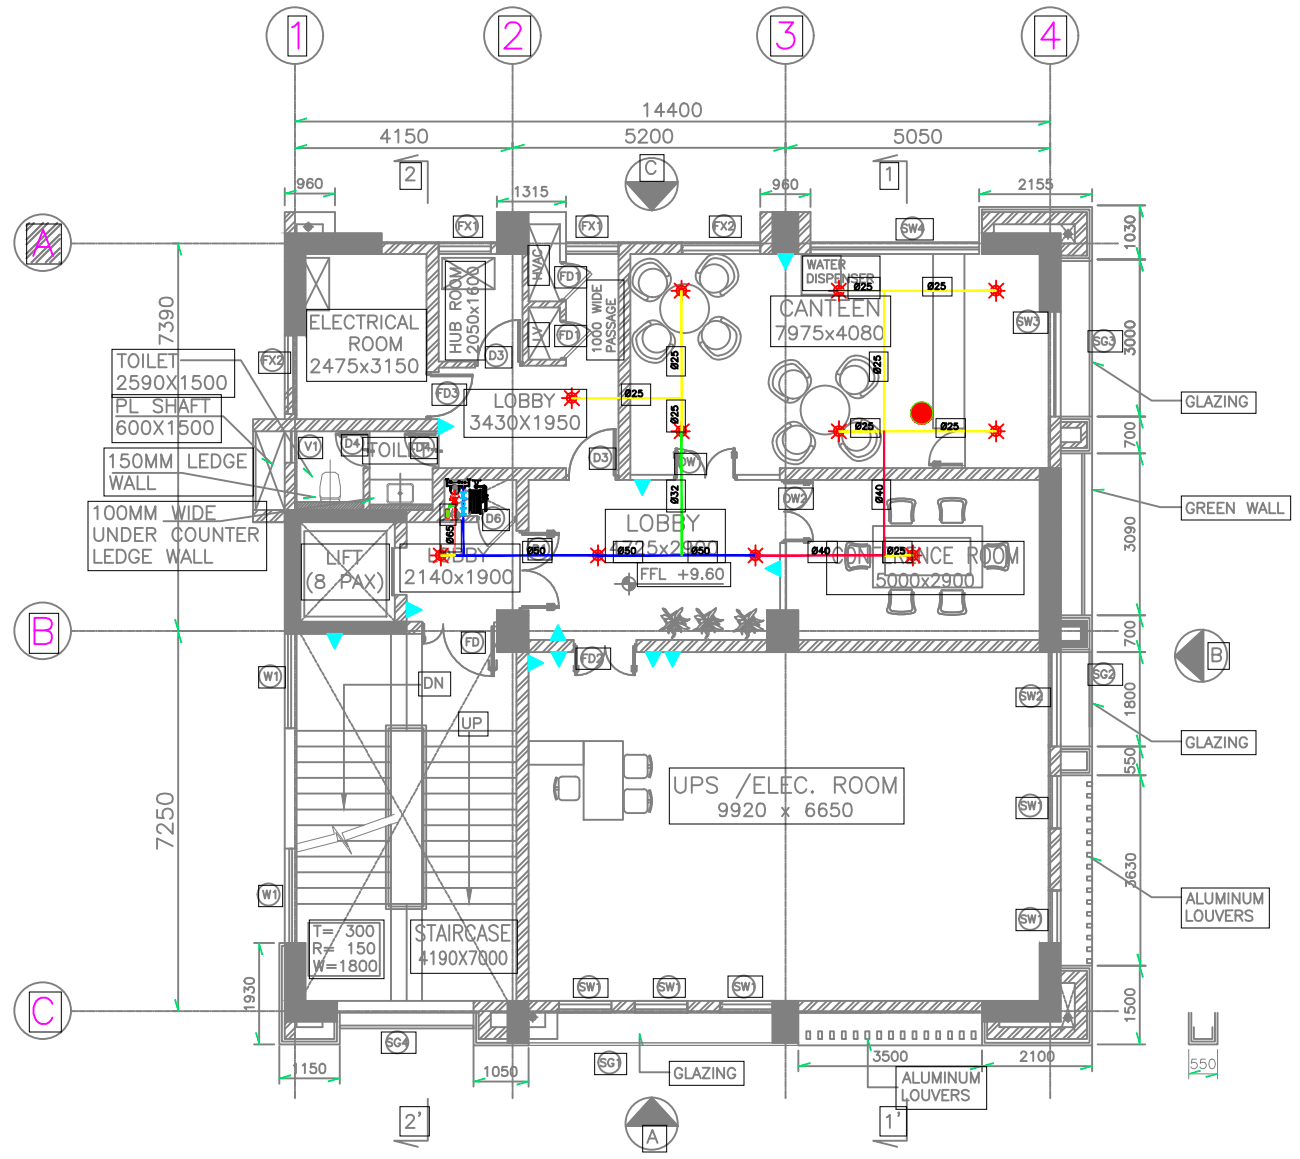 1
2
3
4
14400
4150
5200
5050
960
2
1315
C
960
1
2155
FX1
FX1
FX2
SW4
1030
A
7390
HVAC
FD1
HUB ROOM
2050x1600
1000 WIDE
PASSAGE
WATER
DISPENSER
Ø25
Ø25
CANTEEN
7975x4080
ELECTRICAL
ROOM
2475x3150
SW3
SG3
3000
LV
FD1
D3
FX2
TOILET
2590X1500
PL SHAFT
600X1500
FD3
LOBBY
3430X1950
Ø25
Ø25
Ø25
Ø25
Ø25
Ø25
GLAZING
700
V1
D4
150MM LEDGE
WALL
D3
DW
Ø32
DW2
Ø40
100MM WIDE
UNDER COUNTER
LEDGE WALL
D6
Ø65
GREEN WALL
3090
LIFT
(8 PAX)
LOBBY
2140x1900
Ø50
LOBBY
Ø50
Ø50
Ø40
Ø25
5000x2900
FFL +9.60
B
FD
FD2
700
B
W1
DN
UP
SW2
SG2
1800
GLAZING
550
UPS /ELEC. ROOM
9920 x 6650
SW1
7250
W1
3630
ALUMINUM
LOUVERS
SW1
T= 300
R= 150
W=1800
STAIRCASE
4190X7000
1930
SW1
SW1
SW1
C
1500
SG4
SG1
1150
1050
GLAZING
3500
2100
ALUMINUM
LOUVERS
550
2'
A
1'